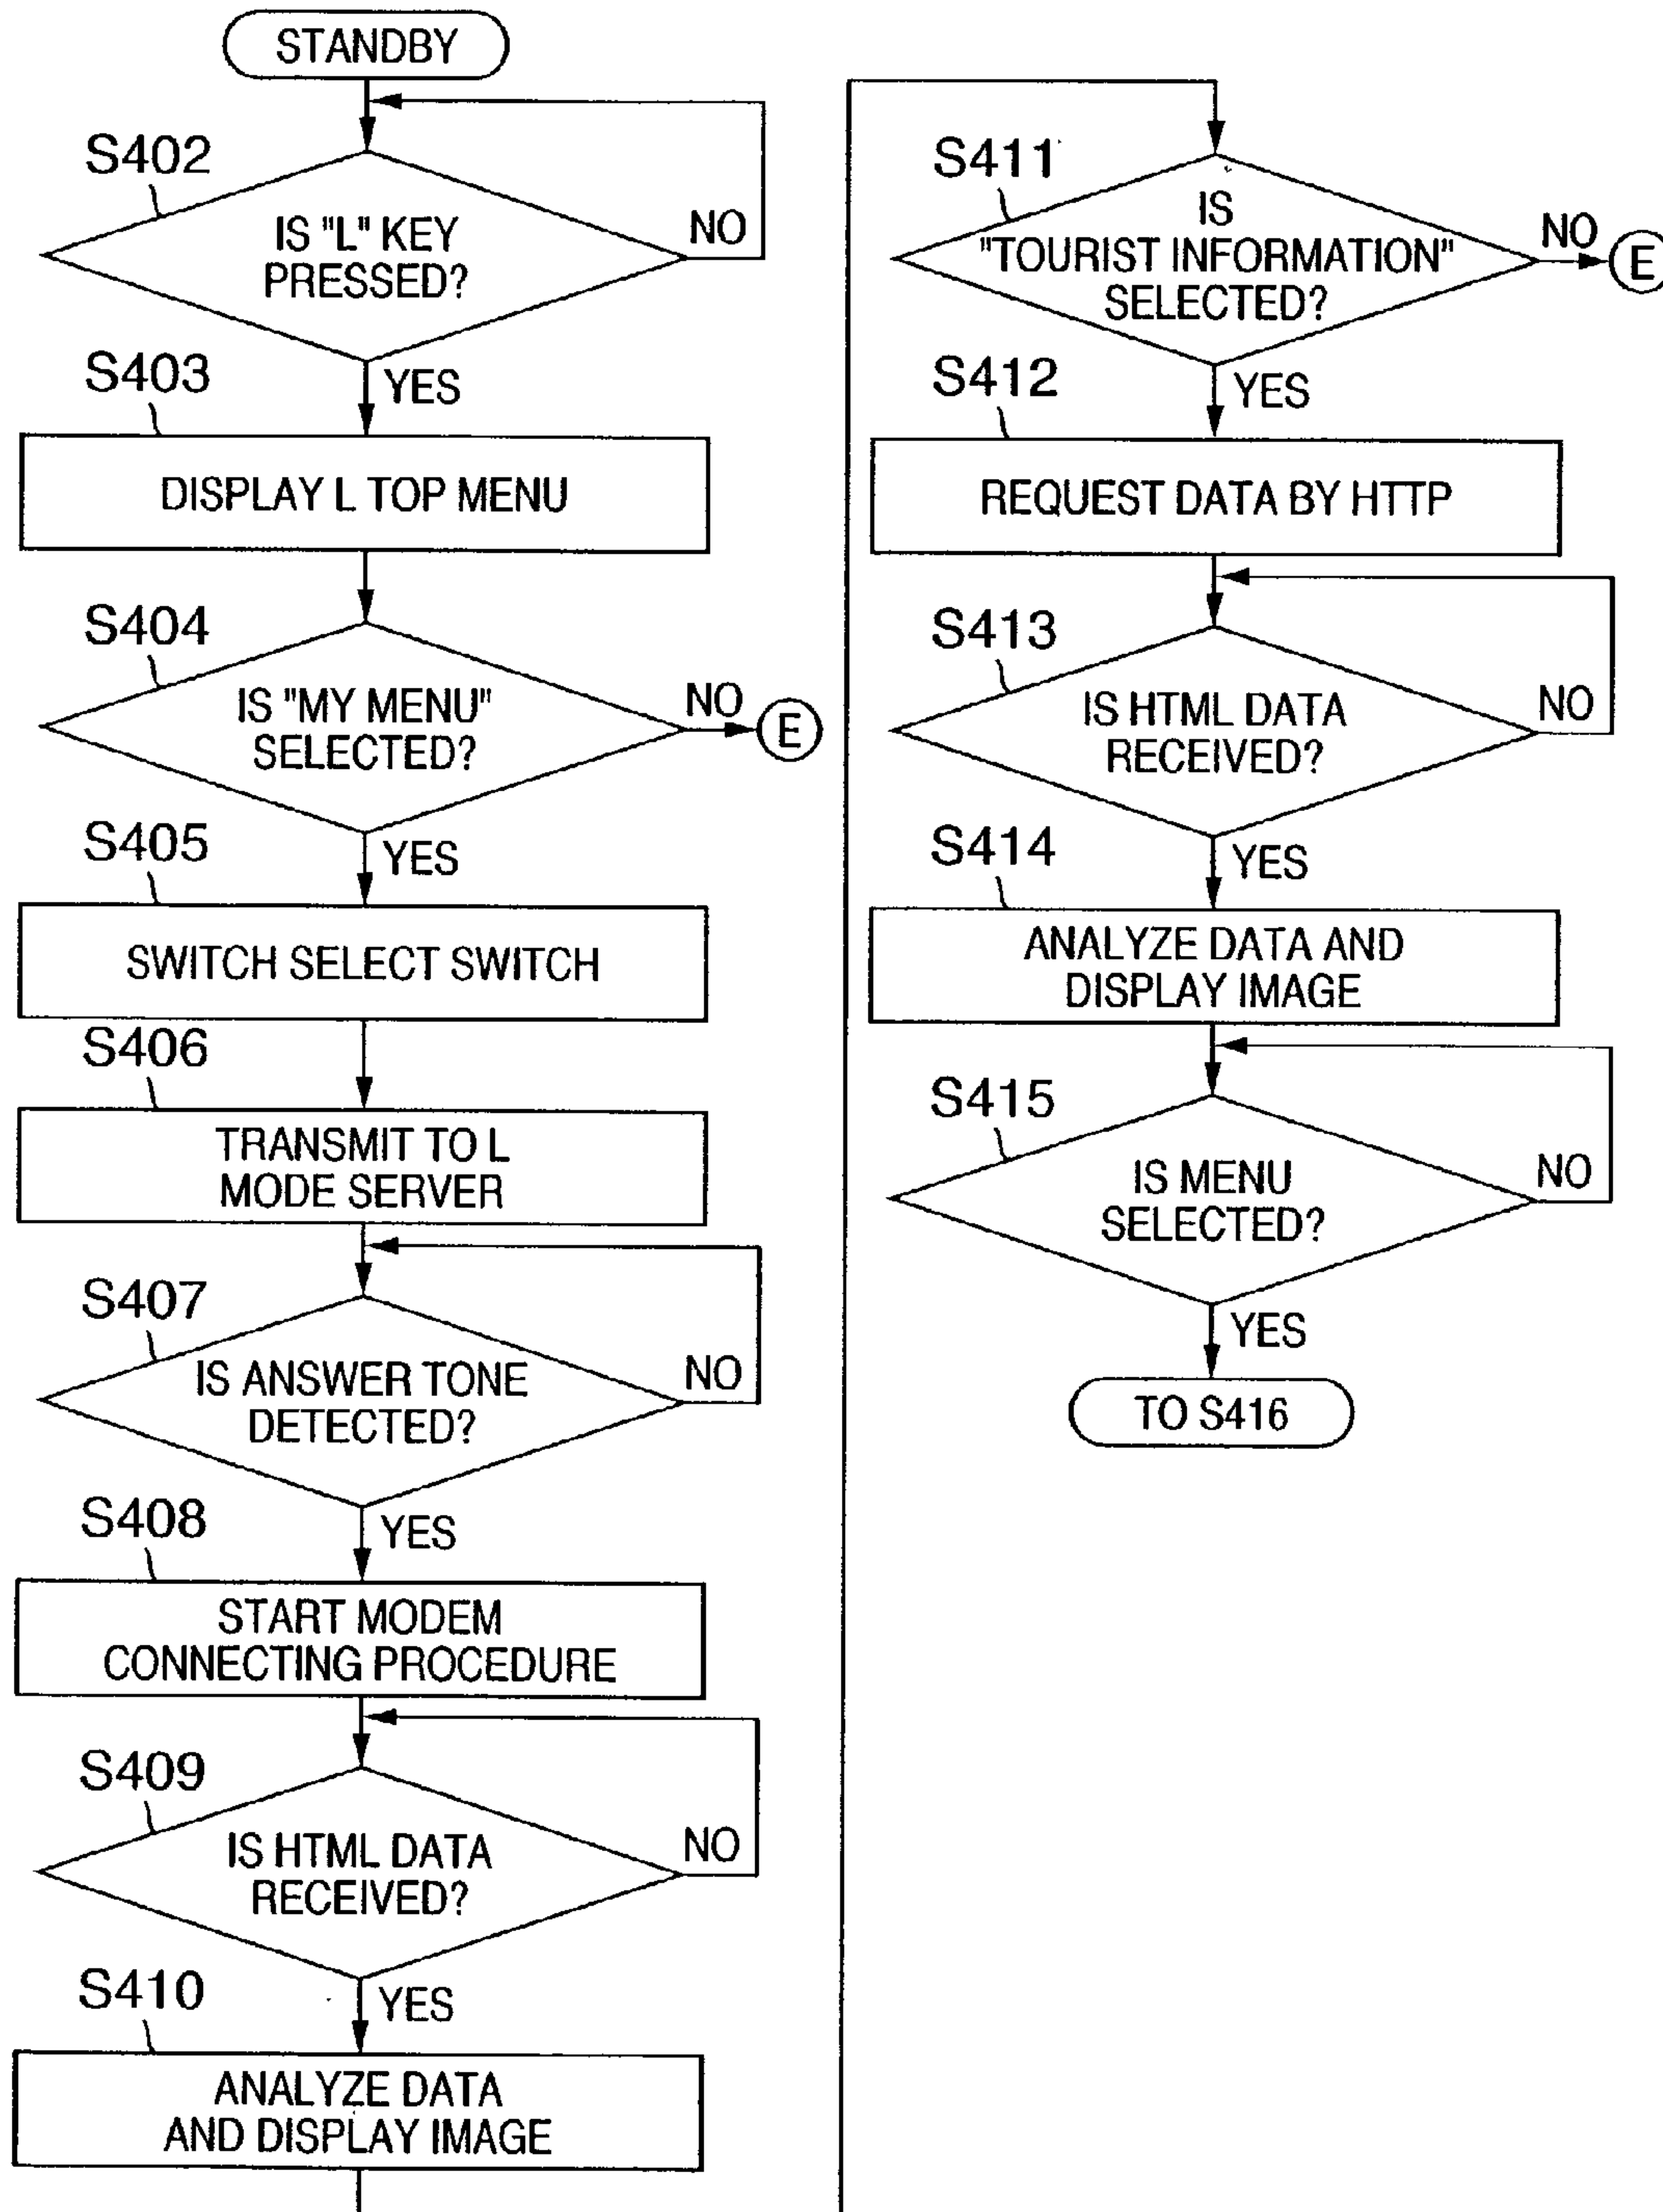 STANDBY
S402
IS "L" KEY
PRESSED?
NO
YES
S403
DISPLAY L TOP MENU
S404
IS "MY MENU"
SELECTED?
NO
E
YES
S405
SWITCH SELECT SWITCH
S406
TRANSMIT TO L
MODE SERVER
S407
IS ANSWER TONE
DETECTED?
NO
YES
S408
START MODEM
CONNECTING PROCEDURE
S409
IS HTML DATA
RECEIVED?
NO
YES
S410
ANALYZE DATA
AND DISPLAY IMAGE
S411
IS
"TOURIST INFORMATION"
SELECTED?
NO
E
YES
S412
REQUEST DATA BY HTTP
S413
IS HTML DATA
RECEIVED?
NO
YES
S414
ANALYZE DATA AND
DISPLAY IMAGE
S415
IS MENU
SELECTED?
NO
YES
TO S416